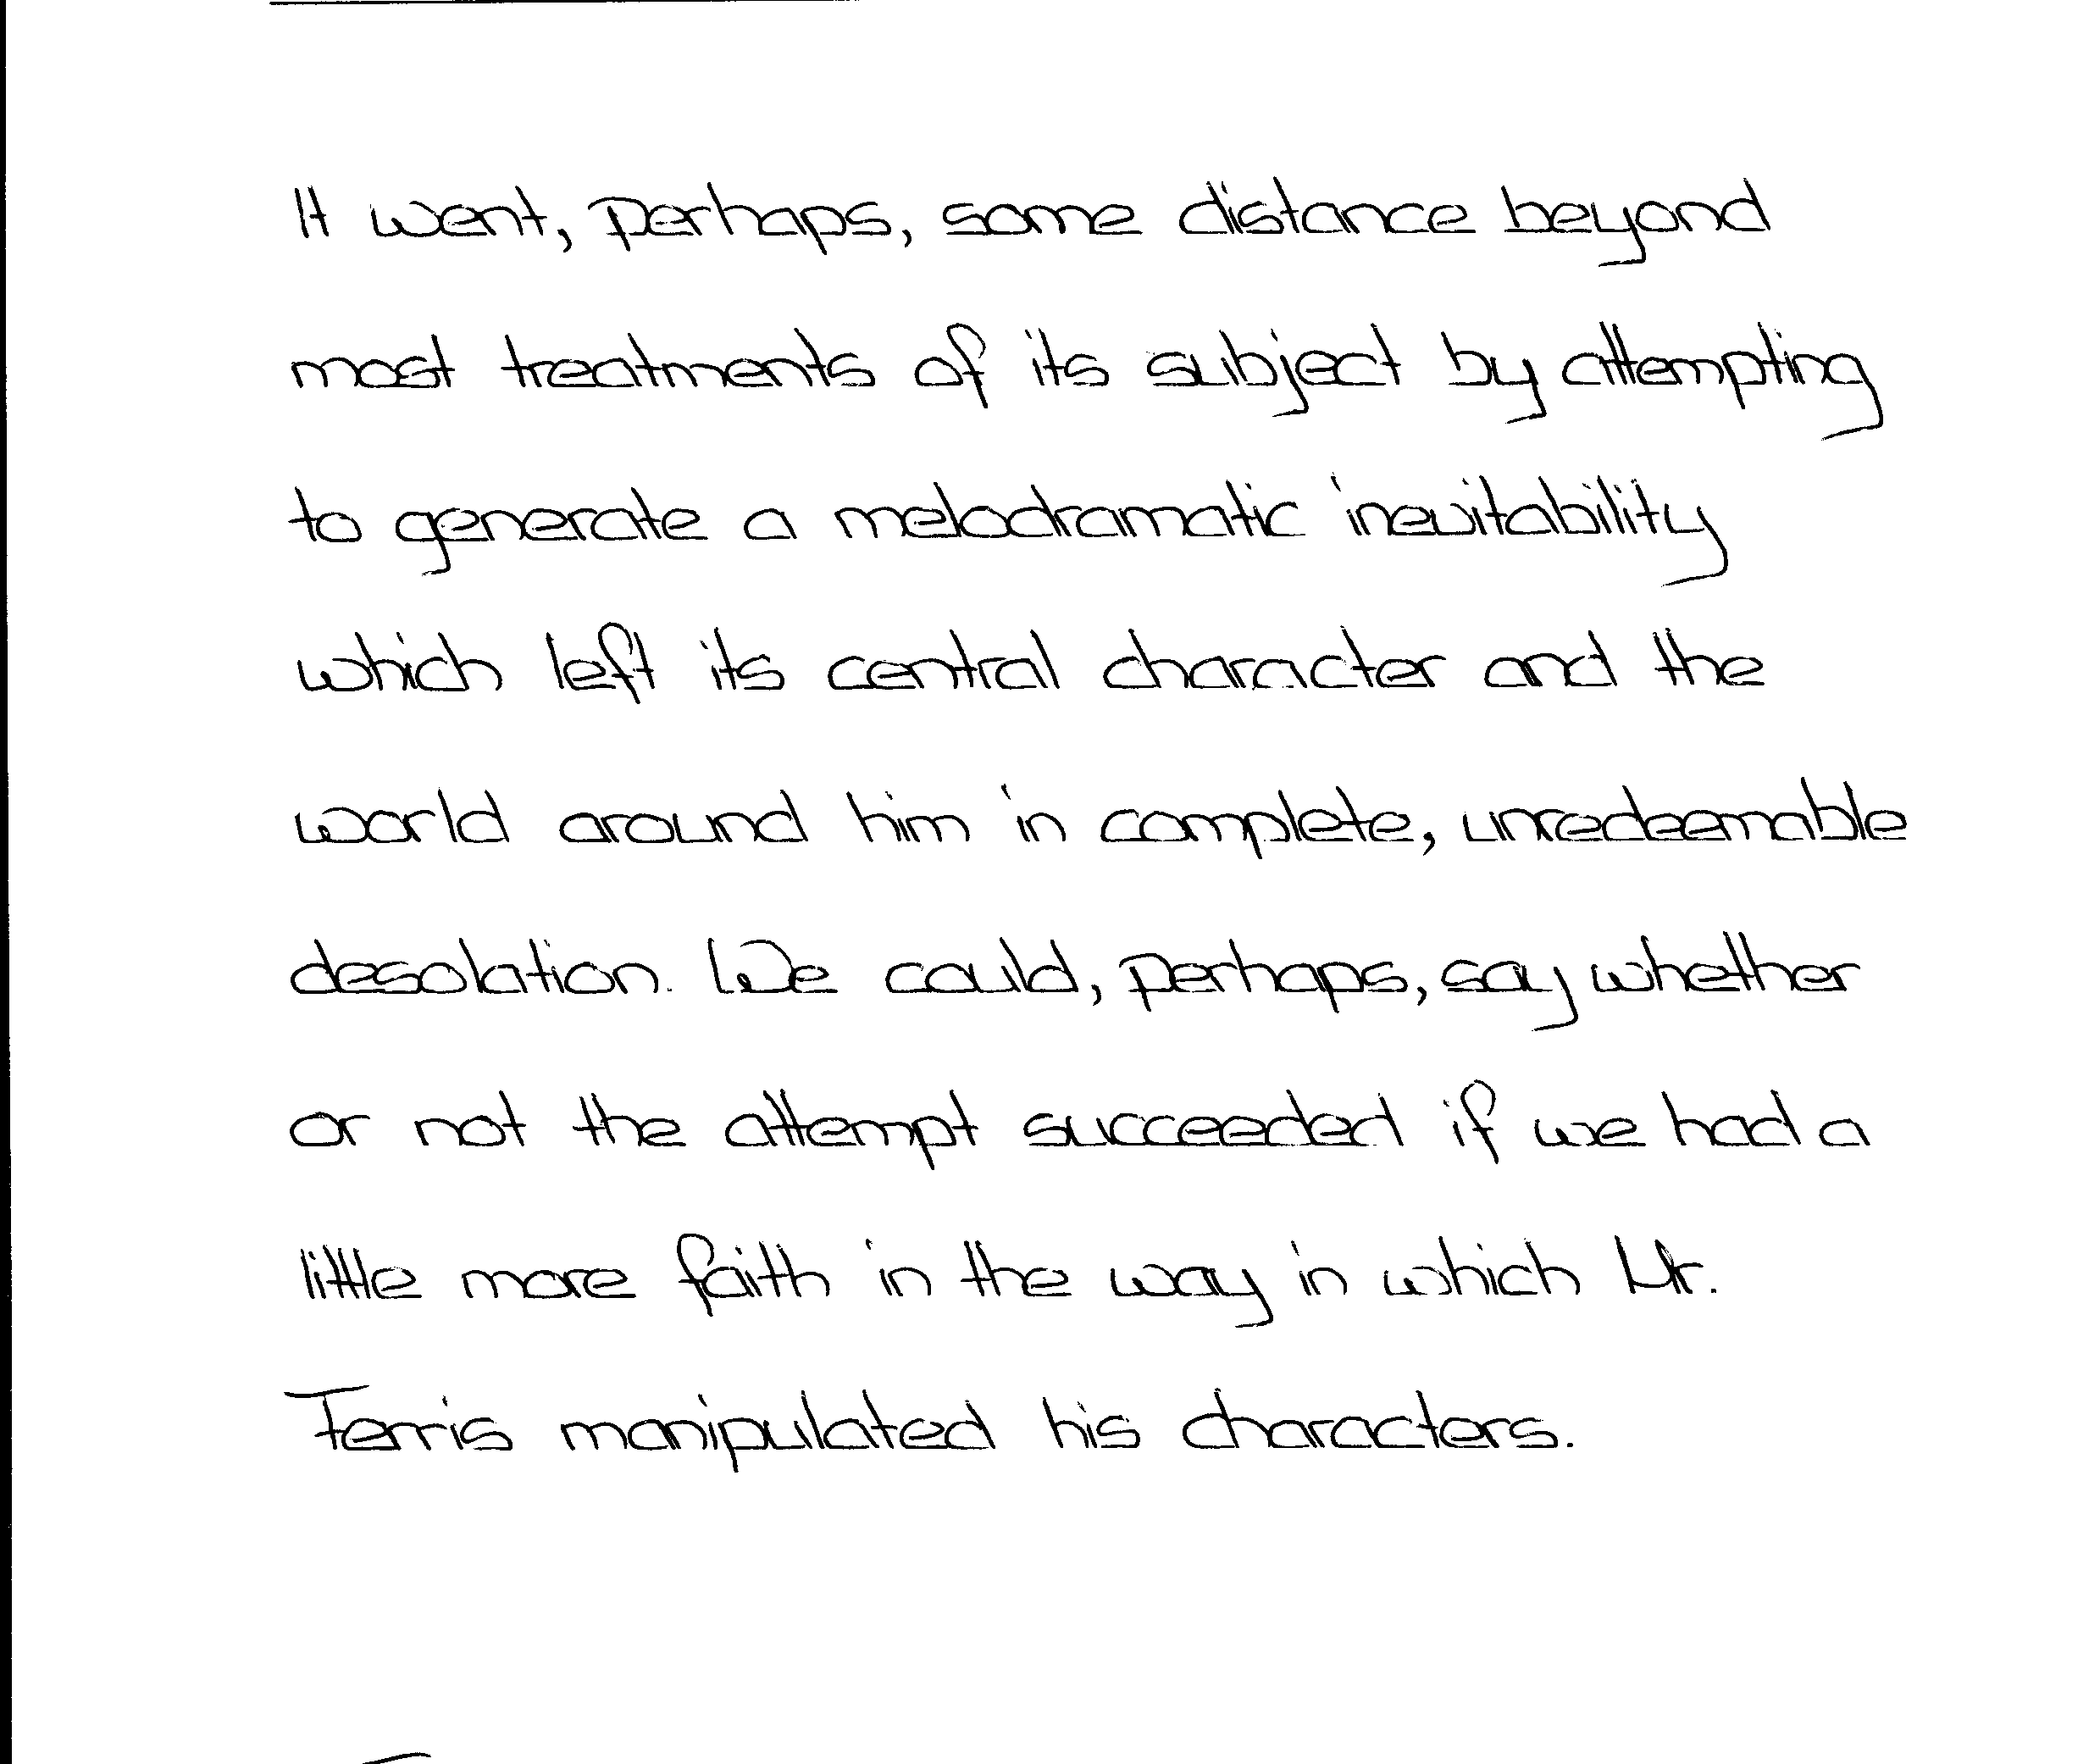 It went, perhaps, some distance beyond
most treatments of its subject by attempting
to generate a melodramatic inevitability
which left its central character and the
world around him in complete, unredeemable
desolation. We could, perhaps, say whether
or not the attempt succeeded if we had a
little more faith in the way in which Mr.
Ferris manipulated his characters.